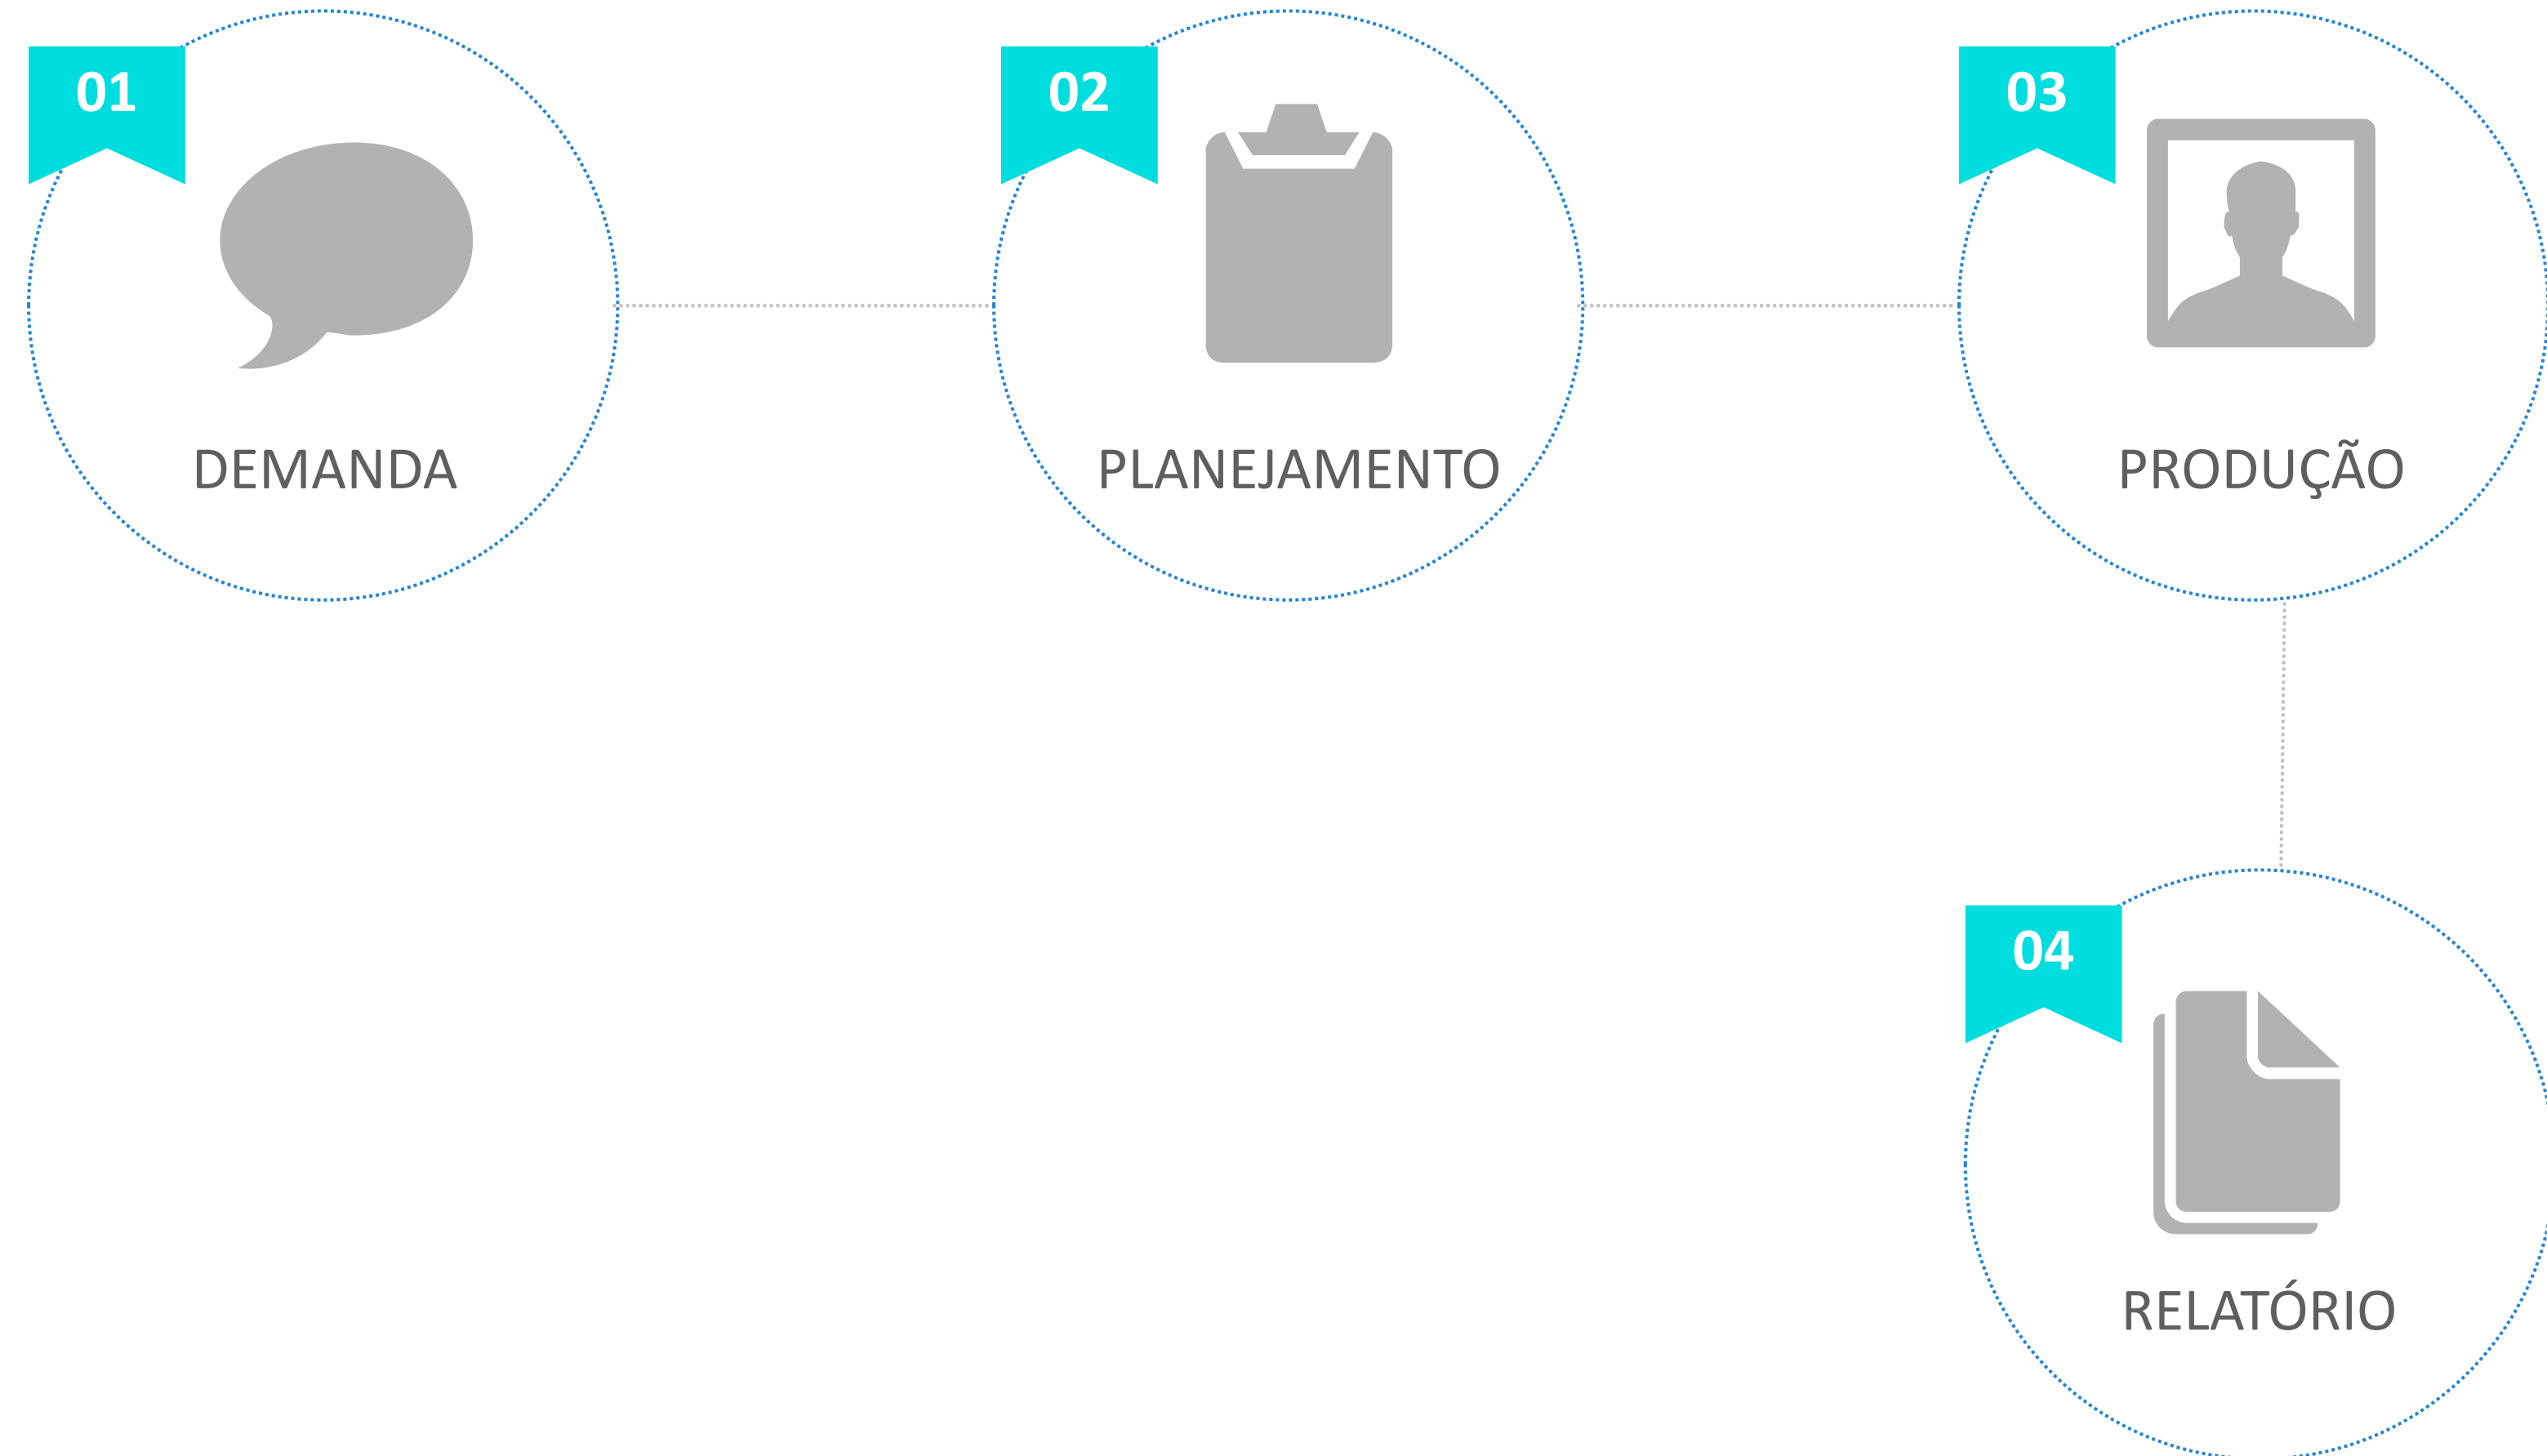 01
DEMANDA
02
PLANEJAMENTO
03
PRODUÇÃO
04
RELATÓRIO